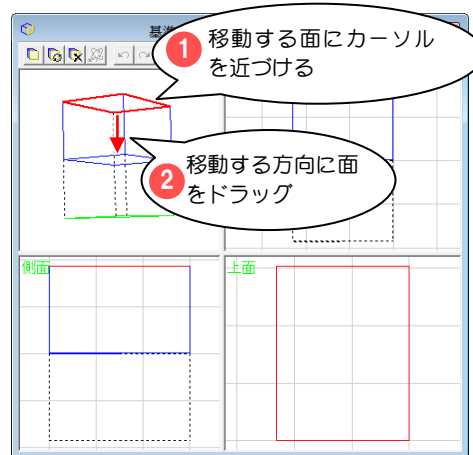 基準
1 移動する面にカーソル
を近づける
2 移動する方向に面
をドラッグ
側面
上面